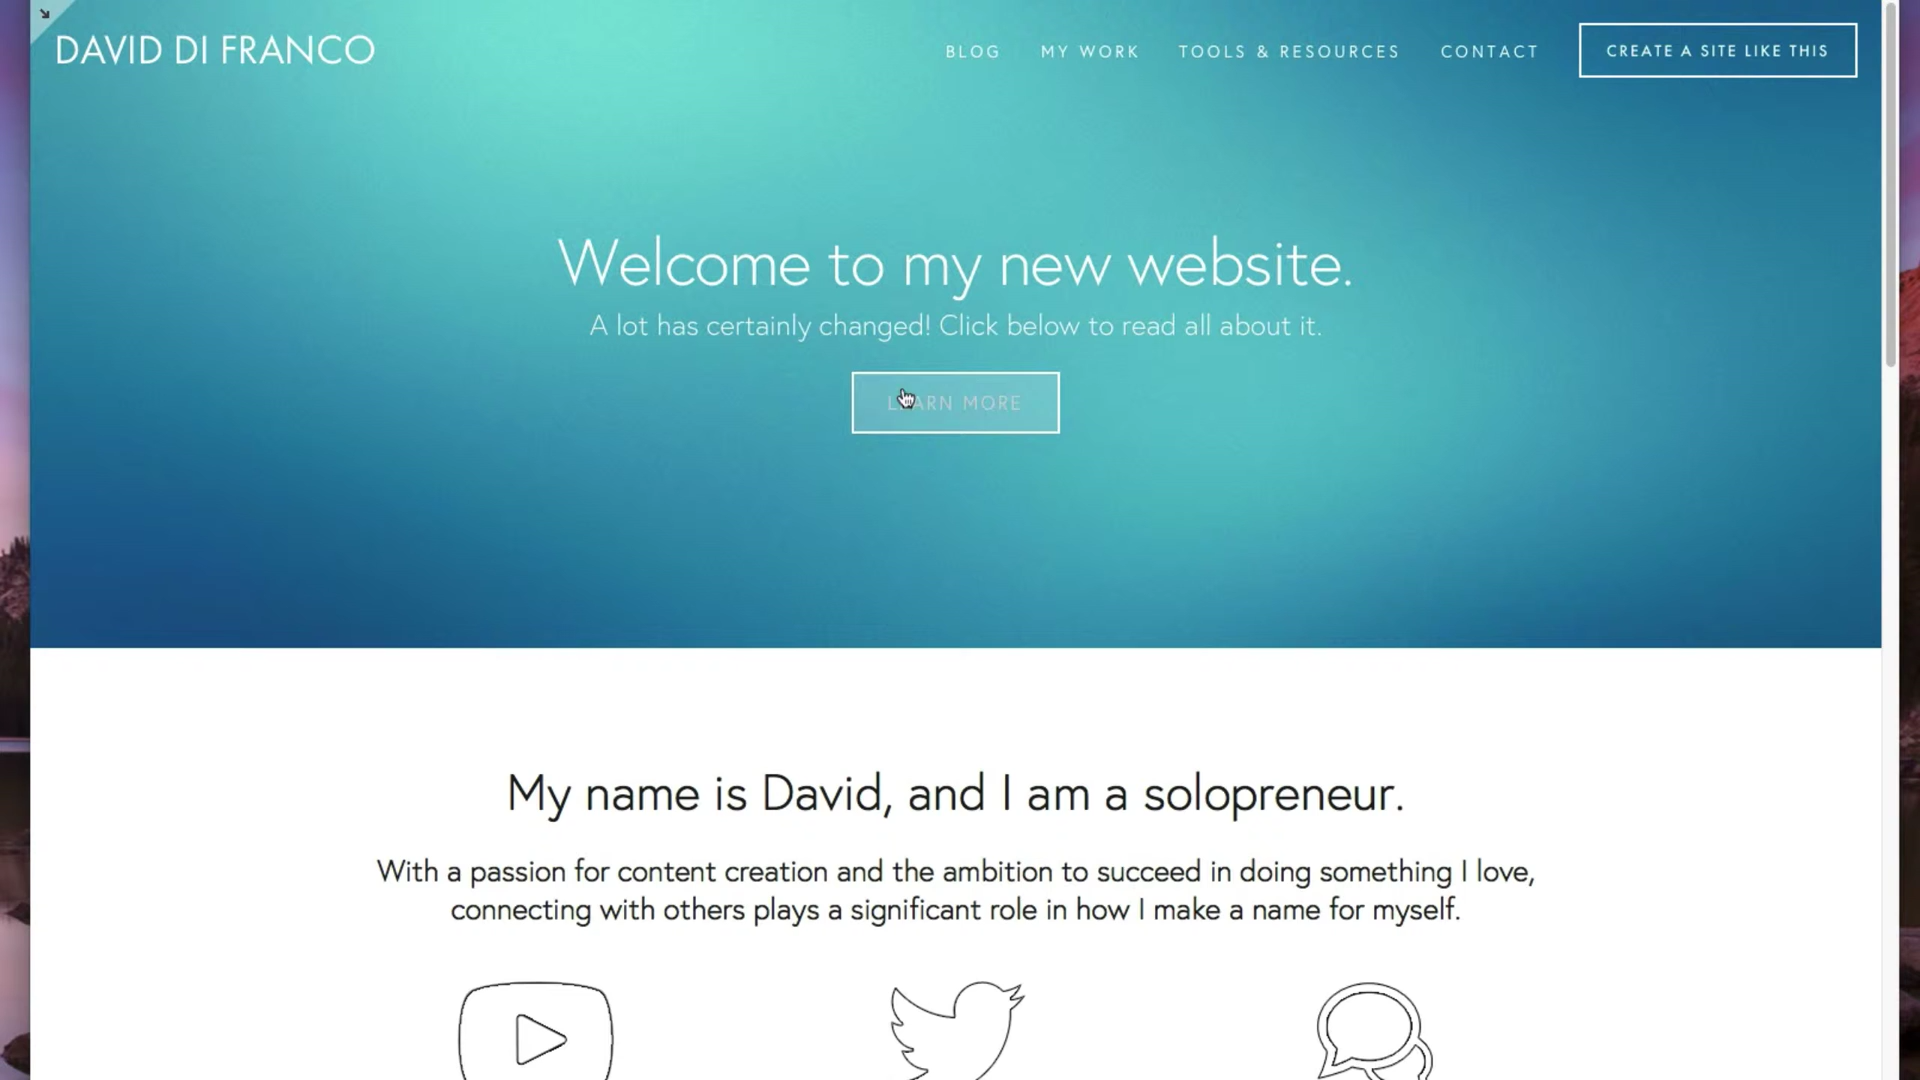 DAVID DI FRANCO
BLOG MY WORK TOOLS & RESOURCES CONTACT CREATE A SITE LIKE THIS
Welcome to my new website.
A lot has certainly changed! Click below to read all about it.
LEARN MORE
My name is David, and I am a solopreneur.
With a passion for content creation and the ambition to succeed in doing something I love,
connecting with others plays a significant role in how I make a name for myself.